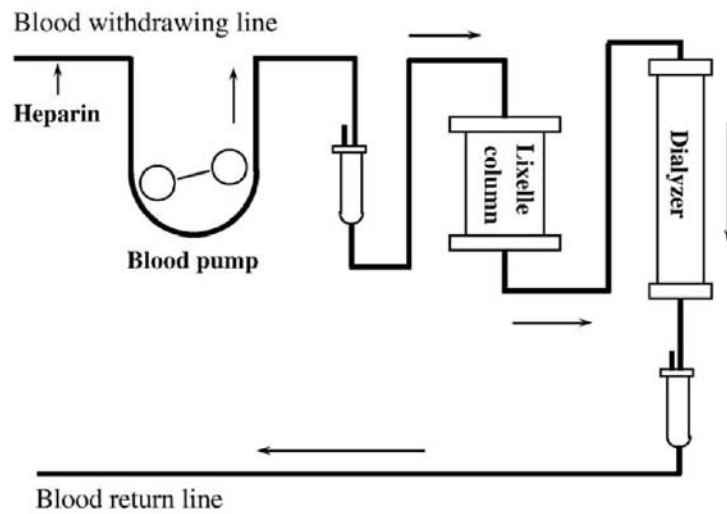 Blood withdrawing line
Heparin
Blood pump
Lixelle
column
Dialyzer
Blood return line